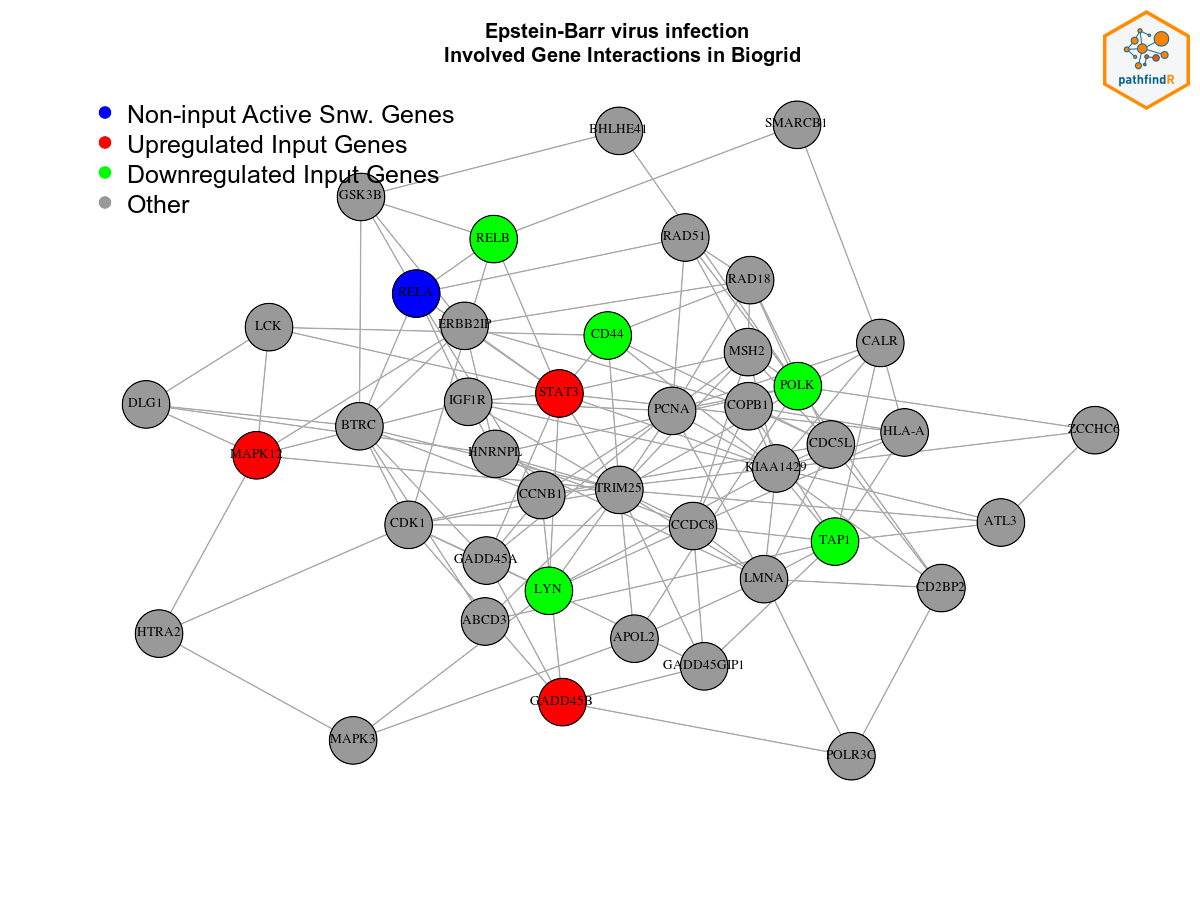 Epstein-Barr virus infection
Involved Gene Interactions in Biogrid
pathfindR
Non-input Active Snw. Genes
Upregulated Input Genes
Downregulated Input Genes
Other
BHLHE41
SMARCB1
GSK3B
RELB
RAD51
RAD18
RELA
LCK
ERBB2IP
CD44
MSH2
CALR
POLK
DLG1
IGF1R
STAT3
PCNA
COPB1
BTRC
HLA-A
ZCCHC6
CDC5L
MAPK12
HNRNPL
KIAA1429
CCNB1
TRIM25
CDK1
CCDC8
ATL3
TAP1
GADD45A
LYN
LMNA
CD2BP2
ABCD3
HTRA2
APOL2
GADD45GIP1
GADD45B
MAPK3
POLR3C